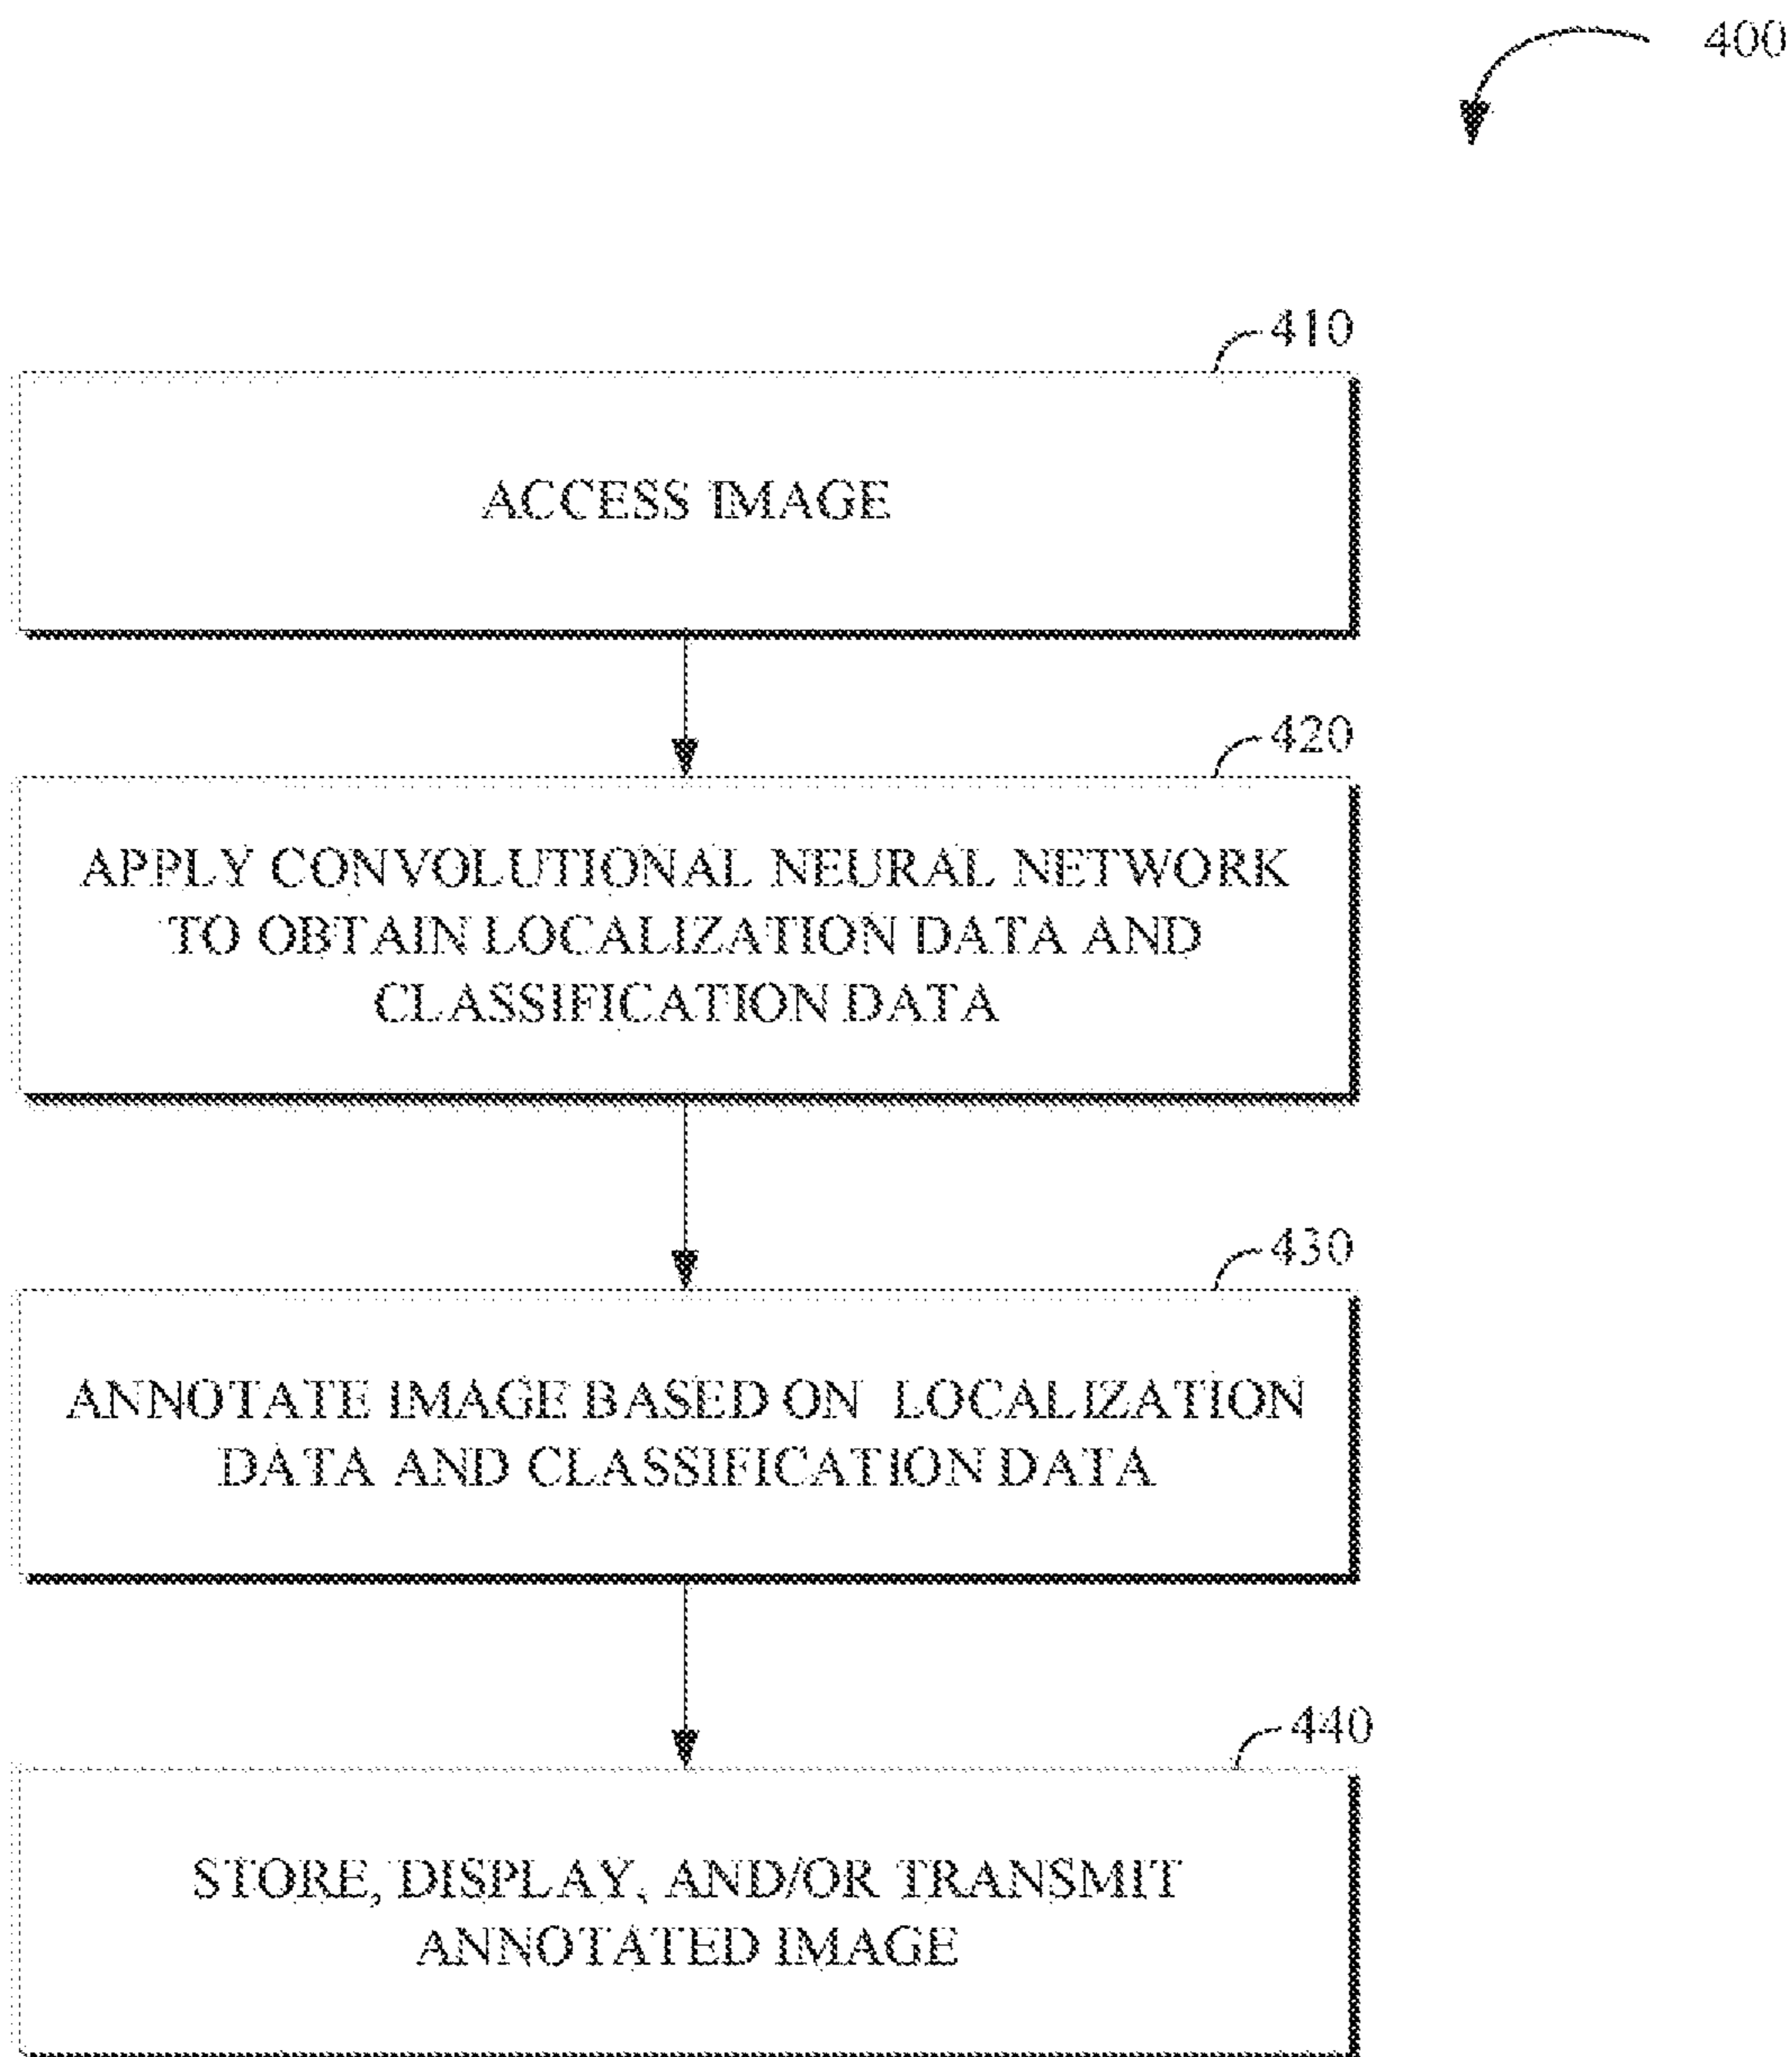 400
410
ACCESS IMAGE
420
APPLY CONVOLUTIONAL NEURAL NETWORK
TO OBTAIN LOCALIZATION DATA AND
CLASSIFICATION DATA
430
ANNOTATE IMAGE BASED ON LOCALIZATION
DATA AND CLASSIFICATION DATA
440
STORE, DISPLAY, AND/OR TRANSMIT
ANNOTATED IMAGE